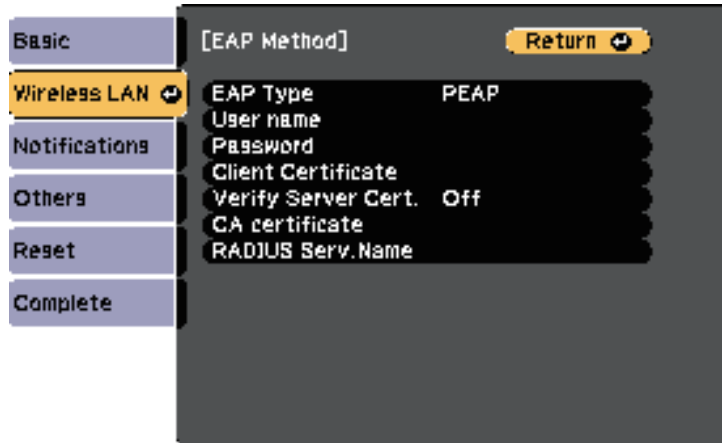 Basic
Wireless LAN
Notifications
Others
Reset
Complete
[EAP Method]
Return
EAP Type PEAP
User name
Password
Client Certificate
Verify Server Cert. Off
CA certificate
RADIUS Serv.Name